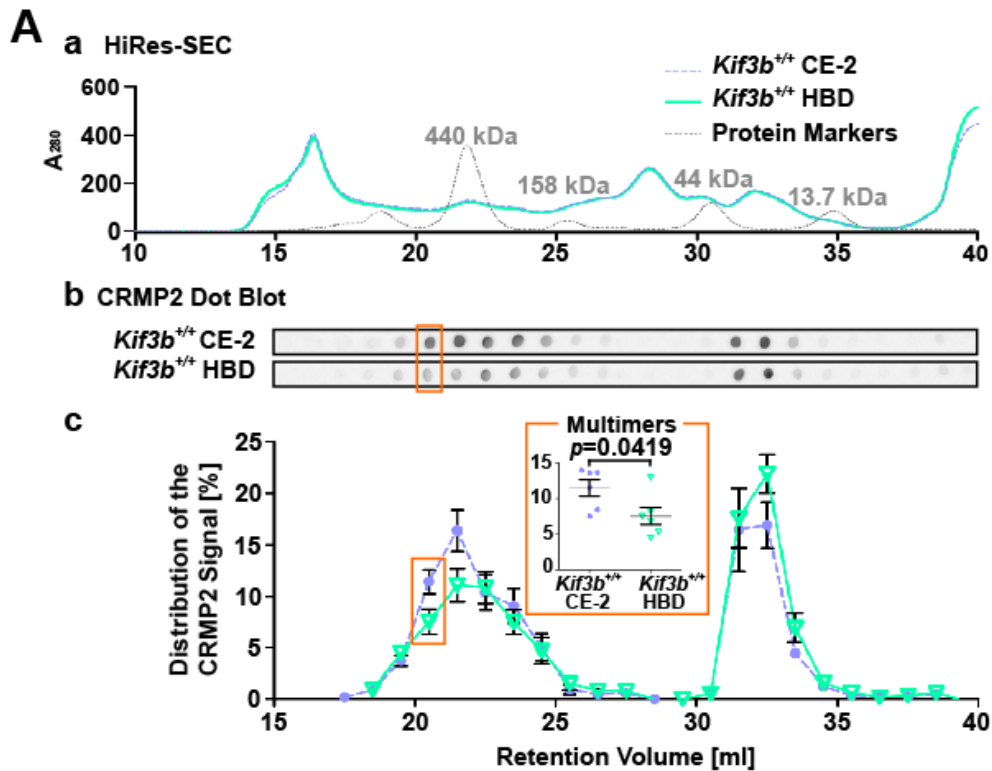 A
a HiRes-SEC
Kif3b+/+ CE-2
Kif3b+/+ HBD
Protein Markers
A280
600
400
200
0
440 kDa
158 kDa
44 kDa
13.7 kDa
10 15 20 25 30 35 40
b CRMP2 Dot Blot
Kif3b+/+ CE-2
Kif3b+/+ HBD
c
Distribution of the
CRMP2 Signal [%]
25
20
15
10
5
0
Multimers
p=0.0419
15
10
5
0
Kif3b+/+ Kif3b+/+
CE-2 HBD
15 20 25 30 35 40
Retention Volume [ml]